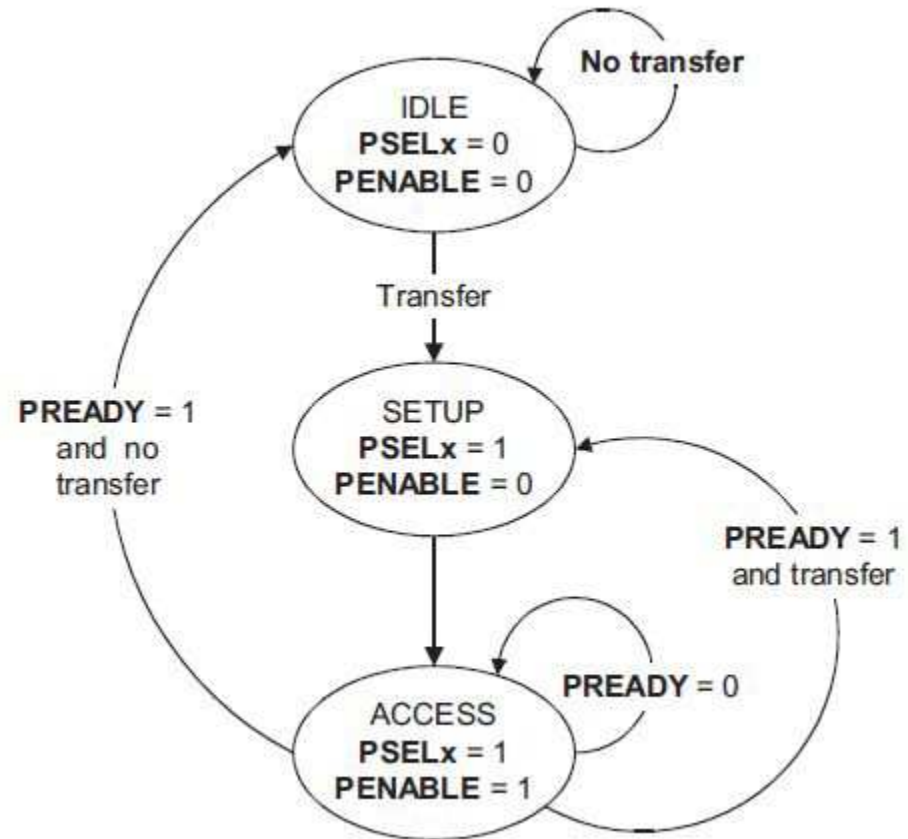 No transfer
IDLE
PSELx = 0
PENABLE = 0
Transfer
SETUP
PSELx = 1
PENABLE = 0
PREADY = 1
and no
transfer
PREADY = 1
and transfer
PREADY = 0
ACCESS
PSELx = 1
PENABLE = 1